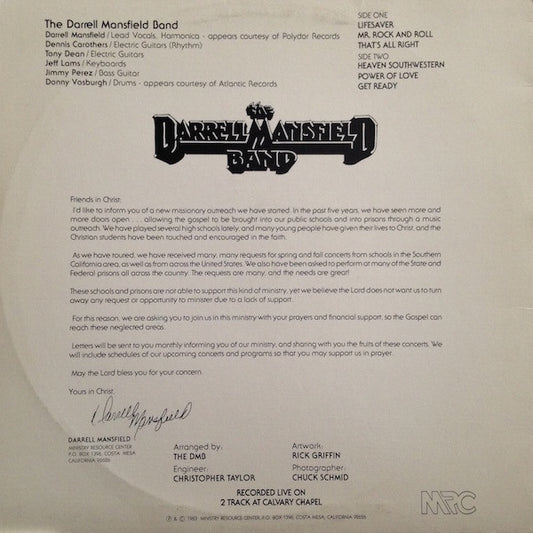 The Darrell Mansfield Band
Darrell Mansfield / Lead Vocals, Harmonica - appears courtesy of Polydor Records
Dennis Carothers / Electric Guitars (Rhythm)
Tony Dean / Electric Guitars
Jeff Lams / Keyboards
Jimmy Perez / Bass Guitar
Donny Vosburgh / Drums - appears courtesy of Atlantic Records
SIDE ONE
LIFESAVER
MR. ROCK AND ROLL
THAT'S ALL RIGHT
SIDE TWO
HEAVEN SOUTHWESTERN
POWER OF LOVE
GET READY
THE
DARRELL MANSFIELD
BAND
Friends in Christ:
I'd like to inform you of a new missionary outreach we have started. In the past five years, we have seen more and
more doors open . . . allowing the gospel to be brought into our public schools and into prisons through a music
outreach. We have played several high schools lately, and many young people have given their lives to Christ, and the
Christian students have been touched and encouraged in the faith.
As we have toured, we have received many, many requests for spring and fall concerts from schools in the Southern
California area, as well as from across the United States. We also have been asked to perform at many of the State and
Federal prisons all across the country. The requests are many, and the needs are great!
These schools and prisons are not able to support this kind of ministry, yet we believe the Lord does not want us to turn
away any request or opportunity to minister due to a lack of support.
For this reason, we are asking you to join us in this ministry with your prayers and financial support, so the Gospel can
reach these neglected areas.
Letters will be sent to you monthly informing you of our ministry, and sharing with you the fruits of these concerts. We
will include schedules of our upcoming concerts and programs so that you may support us in prayer.
May the Lord bless you for your concern.
Yours in Christ,
Darrell Mansfield
DARRELL MANSFIELD
MINISTRY RESOURCE CENTER
P.O. BOX 1396, COSTA MESA
CALIFORNIA 92626
Arranged by:
THE DMB
Engineer:
CHRISTOPHER TAYLOR
Artwork:
RICK GRIFFIN
Photographer:
CHUCK SCHMID
RECORDED LIVE ON
2 TRACK AT CALVARY CHAPEL
MRC
℗ & © 1983 MINISTRY RESOURCE CENTER, P.O. BOX 1396, COSTA MESA, CALIFORNIA 92626